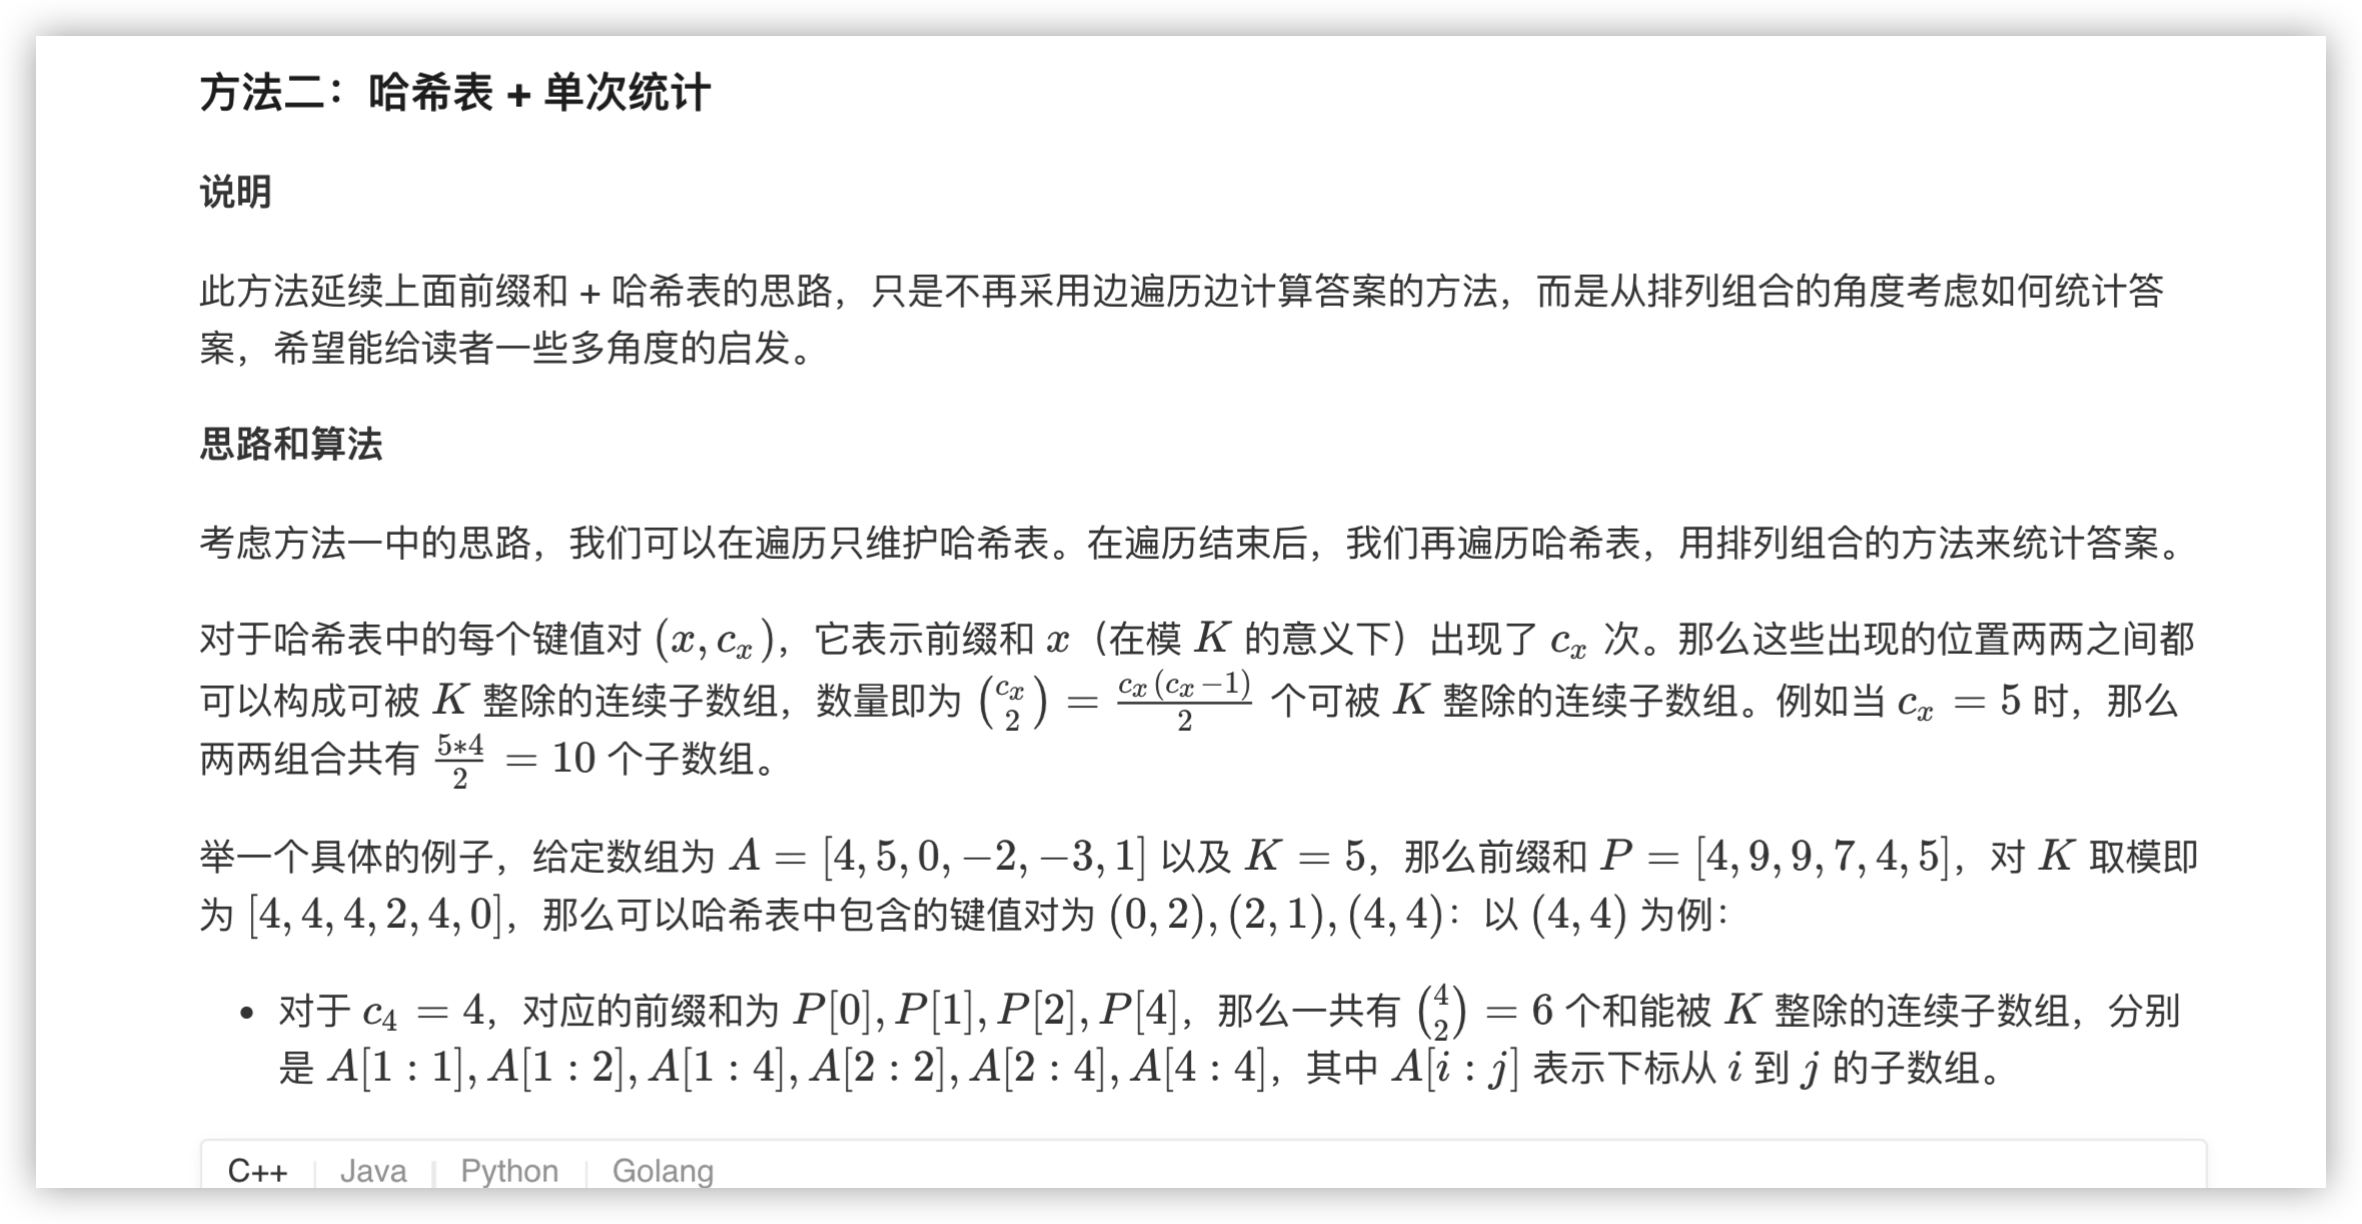 方法二：哈希表 + 单次统计
说明
此方法延续上面前缀和 + 哈希表的思路，只是不再采用边遍历边计算答案的方法，而是从排列组合的角度考虑如何统计答
案，希望能给读者一些多角度的启发。
思路和算法
考虑方法一中的思路，我们可以在遍历只维护哈希表。在遍历结束后，我们再遍历哈希表，用排列组合的方法来统计答案。
对于哈希表中的每个键值对 $(x, c_x)$，它表示前缀和 $x$（在模 $K$ 的意义下）出现了 $c_x$ 次。那么这些出现的位置两两之间都
可以构成可被 $K$ 整除的连续子数组，数量即为 $\binom{c_x}{2} = \frac{c_x(c_x-1)}{2}$ 个可被 $K$ 整除的连续子数组。例如当 $c_x = 5$ 时，那么
两两组合共有 $\frac{5*4}{2} = 10$ 个子数组。
举一个具体的例子，给定数组为 $A = [4, 5, 0, -2, -3, 1]$ 以及 $K = 5$，那么前缀和 $P = [4, 9, 9, 7, 4, 5]$，对 $K$ 取模即
为 $[4, 4, 4, 2, 4, 0]$，那么可以哈希表中包含的键值对为 $(0, 2), (2, 1), (4, 4)$：以 $(4, 4)$ 为例：
• 对于 $c_4 = 4$，对应的前缀和为 $P[0], P[1], P[2], P[4]$，那么一共有 $\binom{4}{2} = 6$ 个和能被 $K$ 整除的连续子数组，分别
是 $A[1:1], A[1:2], A[1:4], A[2:2], A[2:4], A[4:4]$，其中 $A[i:j]$ 表示下标从 $i$ 到 $j$ 的子数组。
C++ | Java | Python | Golang